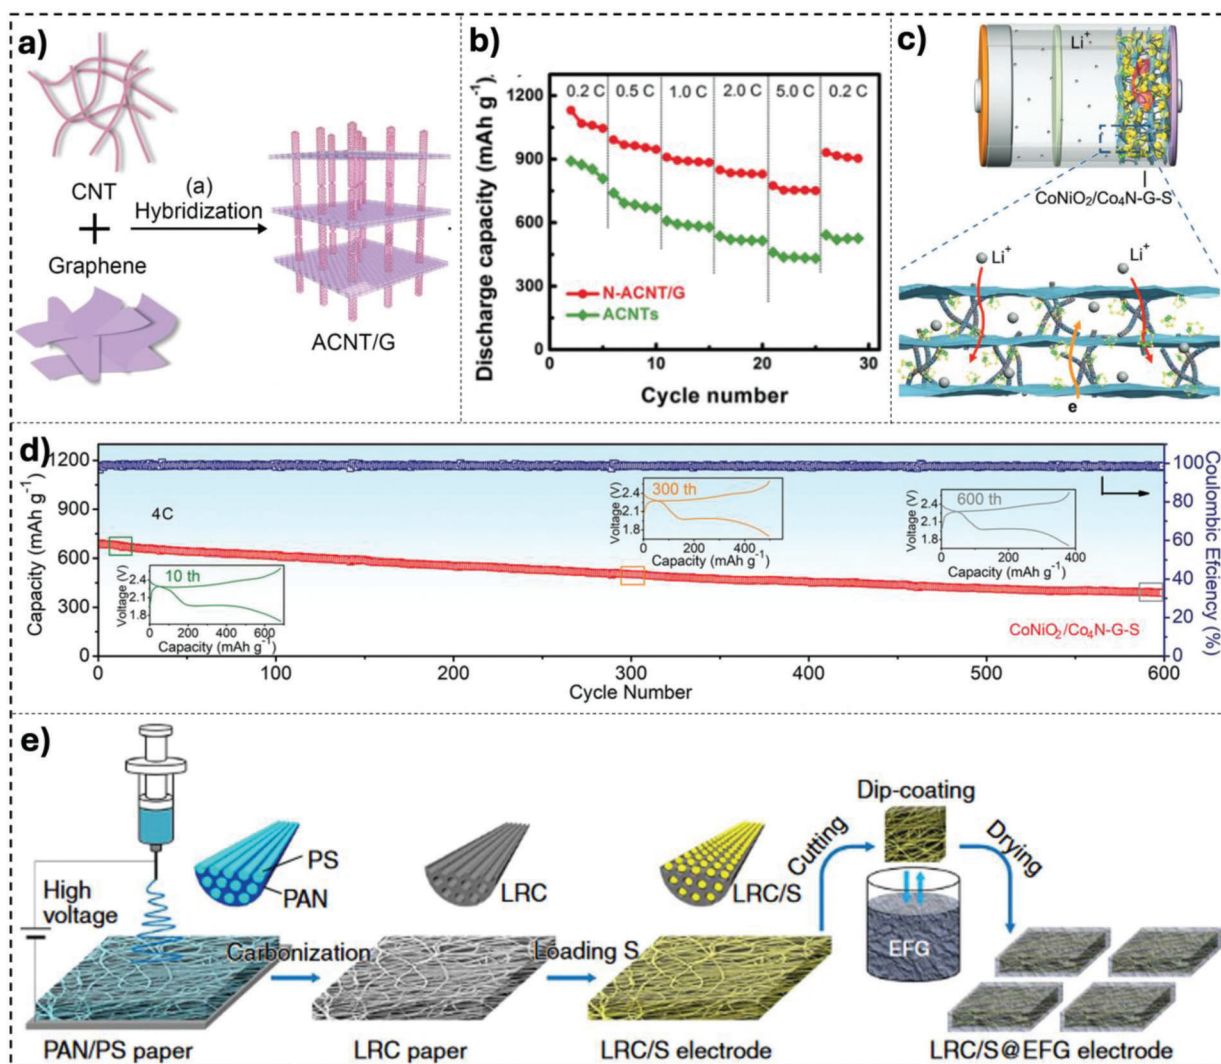 a)
CNT
+
Graphene
(a)
Hybridization
ACNT/G
b)
Discharge capacity (mAh g⁻¹).
1200
900
600
300
0
0.2 C 0.5 C 1.0 C 2.0 C 5.0 C 0.2 C
N-ACNT/G
ACNTs
0 10 20 30
Cycle number
c)
Li⁺
CoNiO₂/Co₄N-G-S
Li⁺ Li⁺
e
d)
Capacity (mAh g⁻¹)
1200
900
600
300
0
4C
10 th
Voltage (V)
2.4
2.1
1.8
0 200 400 600
Capacity (mAh g⁻¹)
300 th
Voltage (V)
2.4
2.1
1.8
0 200 400
Capacity (mAh g⁻¹)
600 th
Voltage (V)
2.4
2.1
1.8
0 100 200 300 400
Capacity (mAh g⁻¹)
CoNiO₂/Co₄N-G-S
100
80
60
40
20
0
Coulombic Efciency (%)
0 100 200 300 400 500 600
Cycle Number
e)
High
voltage
PS
PAN
Carbonization
PAN/PS paper
LRC
LRC paper
Loading S
LRC/S
LRC/S electrode
Cutting
Dip-coating
Drying
EFG
LRC/S@EFG electrode